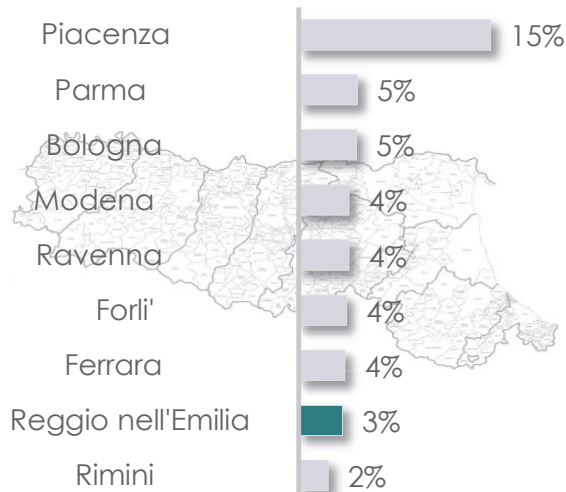 Piacenza 15%
Parma 5%
Bologna 5%
Modena 4%
Ravenna 4%
Forli' 4%
Ferrara 4%
Reggio nell'Emilia 3%
Rimini 2%